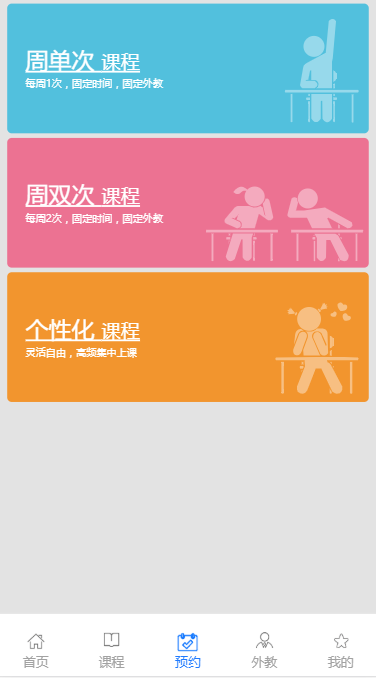 周单次 课程
每周1次，固定时间，固定外教
周双次 课程
每周2次，固定时间，固定外教
个性化 课程
灵活自由，高频集中上课
首页 课程 预约 外教 我的